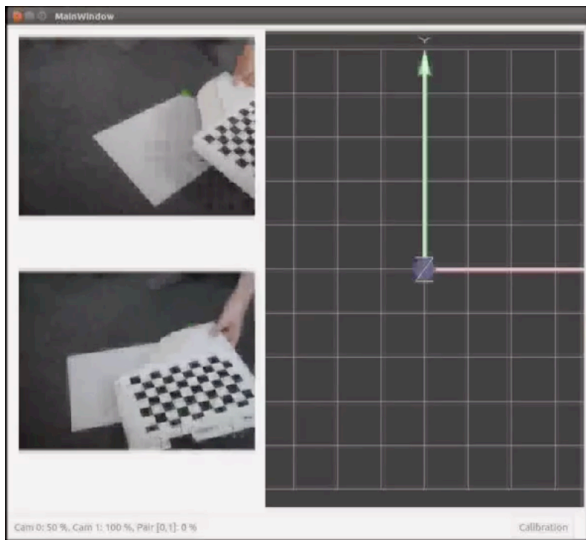 MainWindow
Y
Z
Cam 0: 50 %, Cam 1: 100 %, Pair [0,1]: 0 %
Calibration